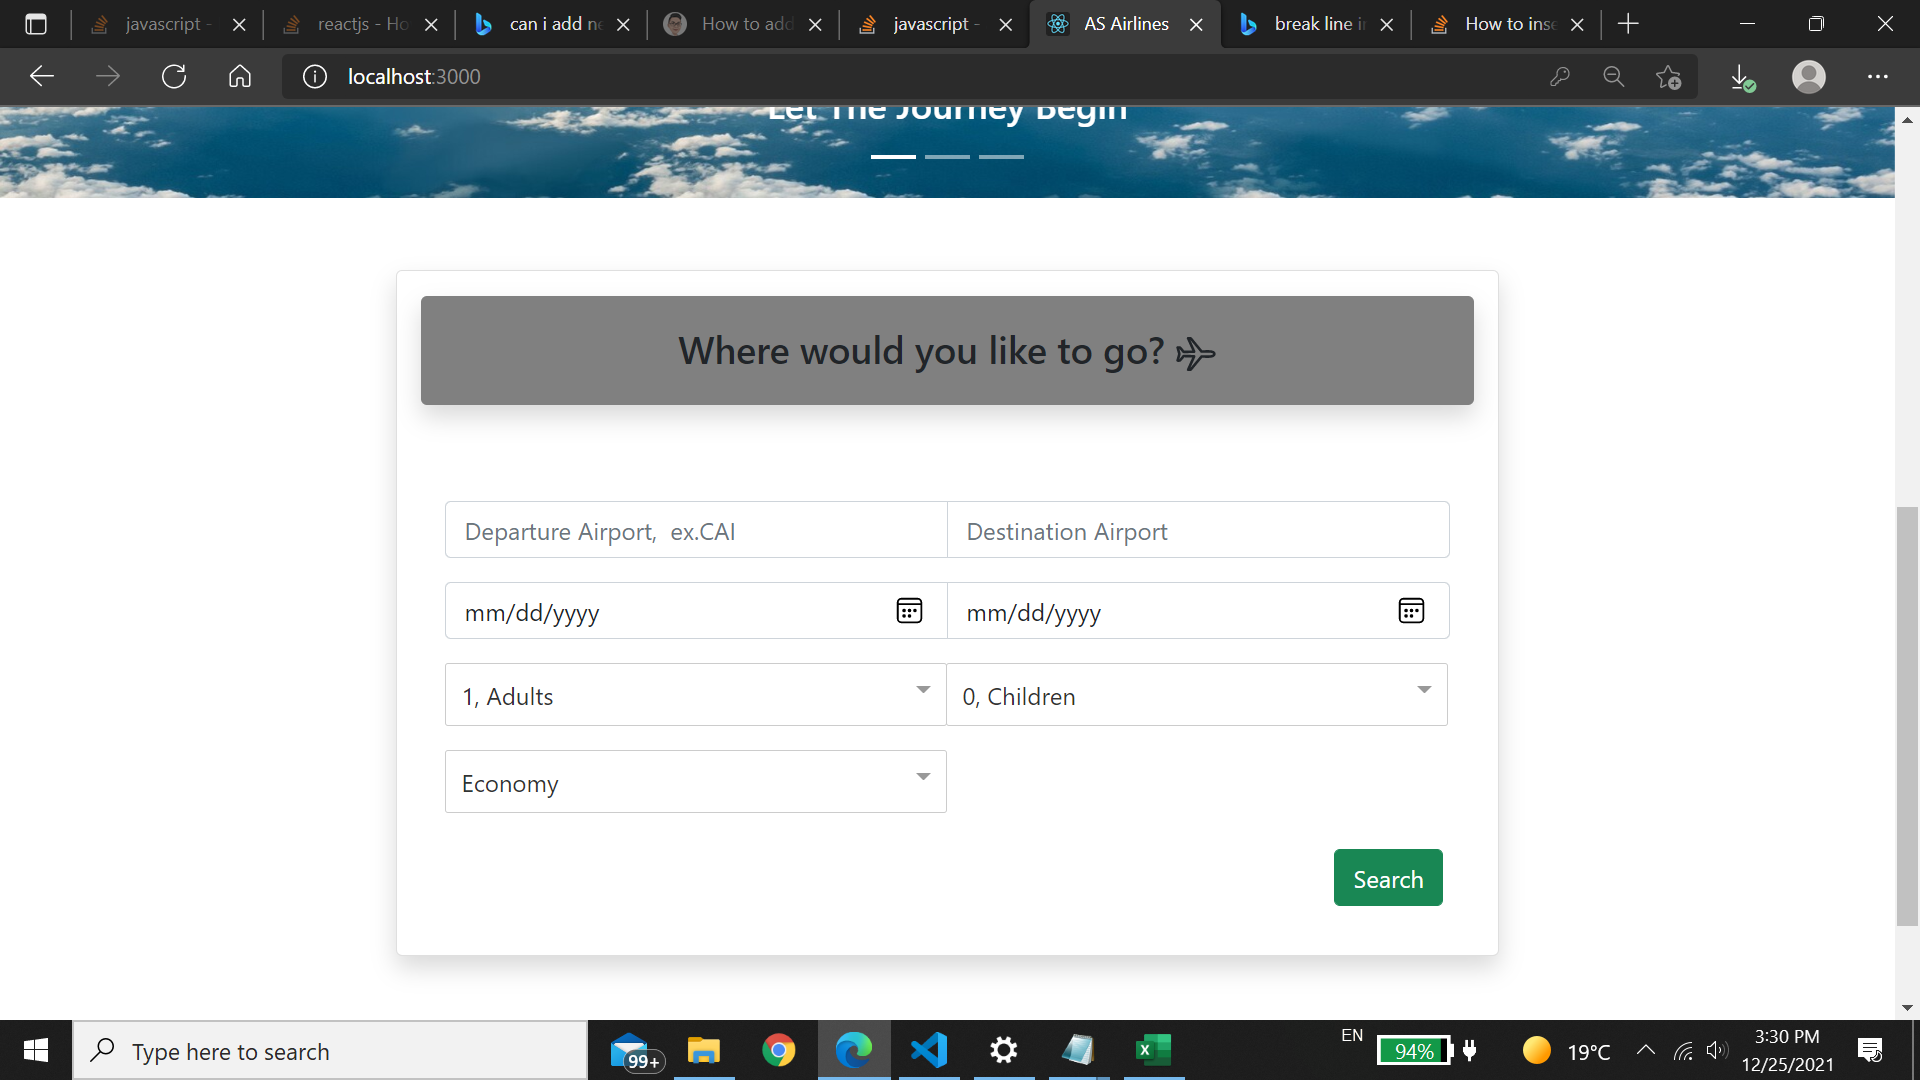 javascript -
reactjs - Ho
can i add ne
How to add
javascript -
AS Airlines
break line in
How to inse
localhost:3000
Let The Journey Begin
Where would you like to go?
Departure Airport,  ex.CAI
Destination Airport
mm/dd/yyyy
mm/dd/yyyy
1, Adults
0, Children
Economy
Search
Type here to search
99+
EN
94%
19°C
3:30 PM
12/25/2021